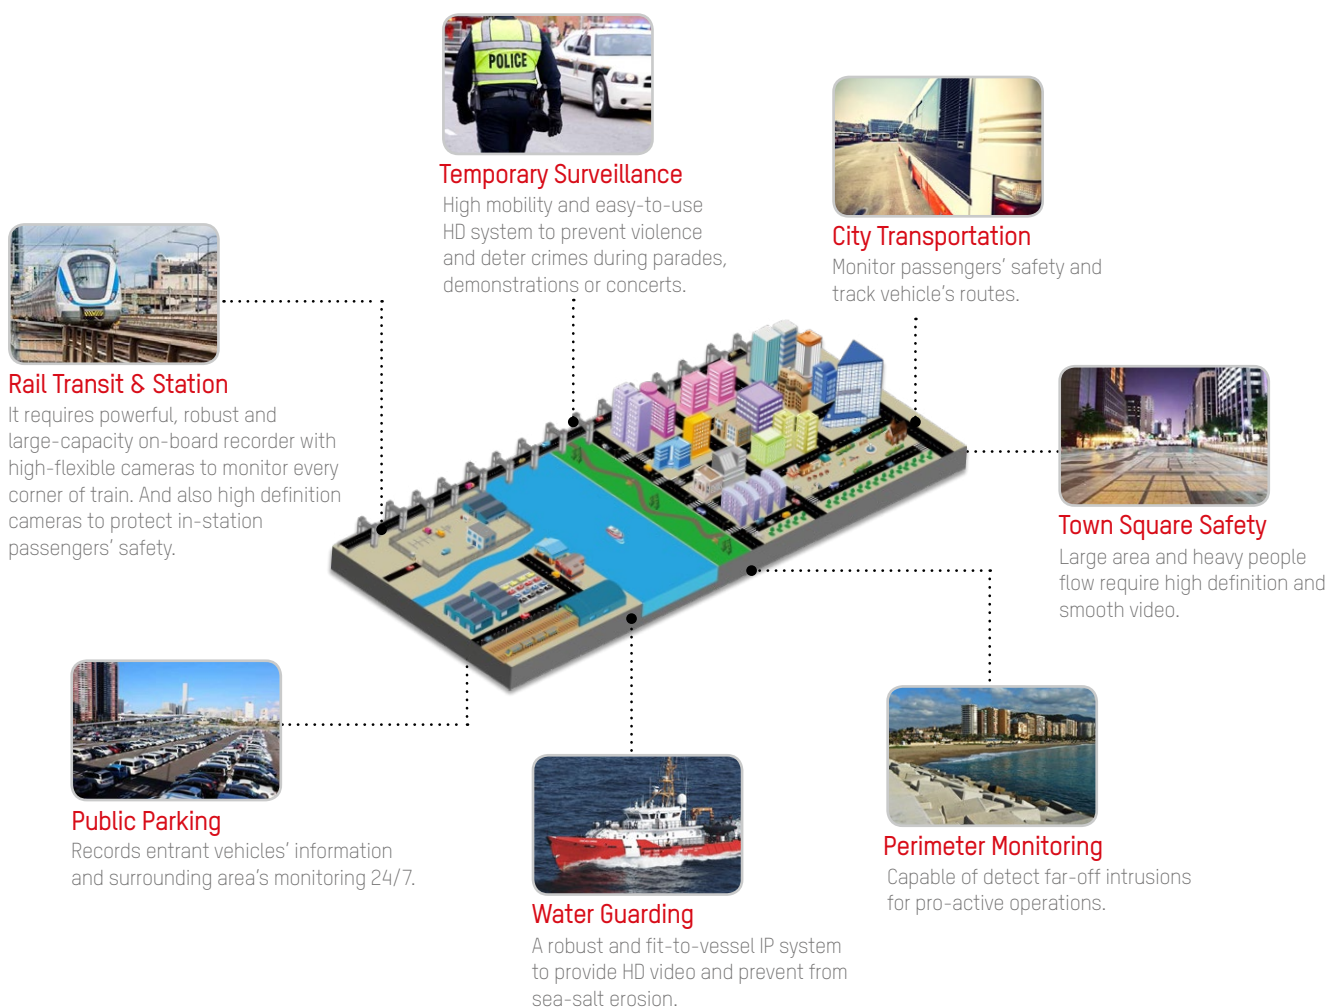 POLICE
Temporary Surveillance
High mobility and easy-to-use
HD system to prevent violence
and deter crimes during parades,
demonstrations or concerts.
City Transportation
Monitor passengers' safety and
track vehicle's routes.
Rail Transit & Station
It requires powerful, robust and
large-capacity on-board recorder with
high-flexible cameras to monitor every
corner of train. And also high definition
cameras to protect in-station
passengers' safety.
Town Square Safety
Large area and heavy people
flow require high definition and
smooth video.
Public Parking
Records entrant vehicles' information
and surrounding area's monitoring 24/7.
Water Guarding
A robust and fit-to-vessel IP system
to provide HD video and prevent from
sea-salt erosion.
Perimeter Monitoring
Capable of detect far-off intrusions
for pro-active operations.